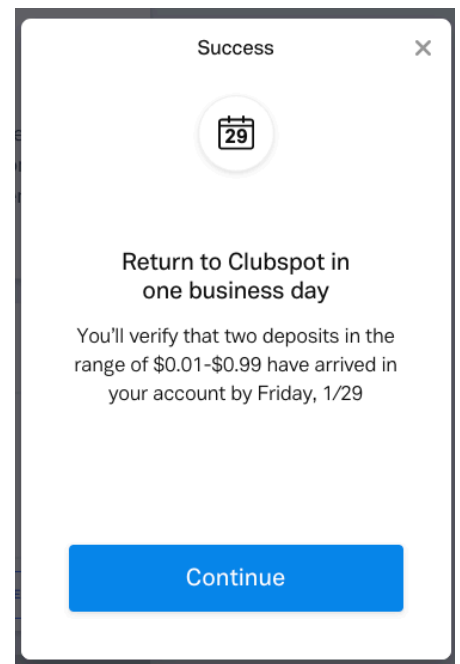 Success
29
Return to Clubspot in
one business day
You'll verify that two deposits in the
range of $0.01-$0.99 have arrived in
your account by Friday, 1/29
Continue